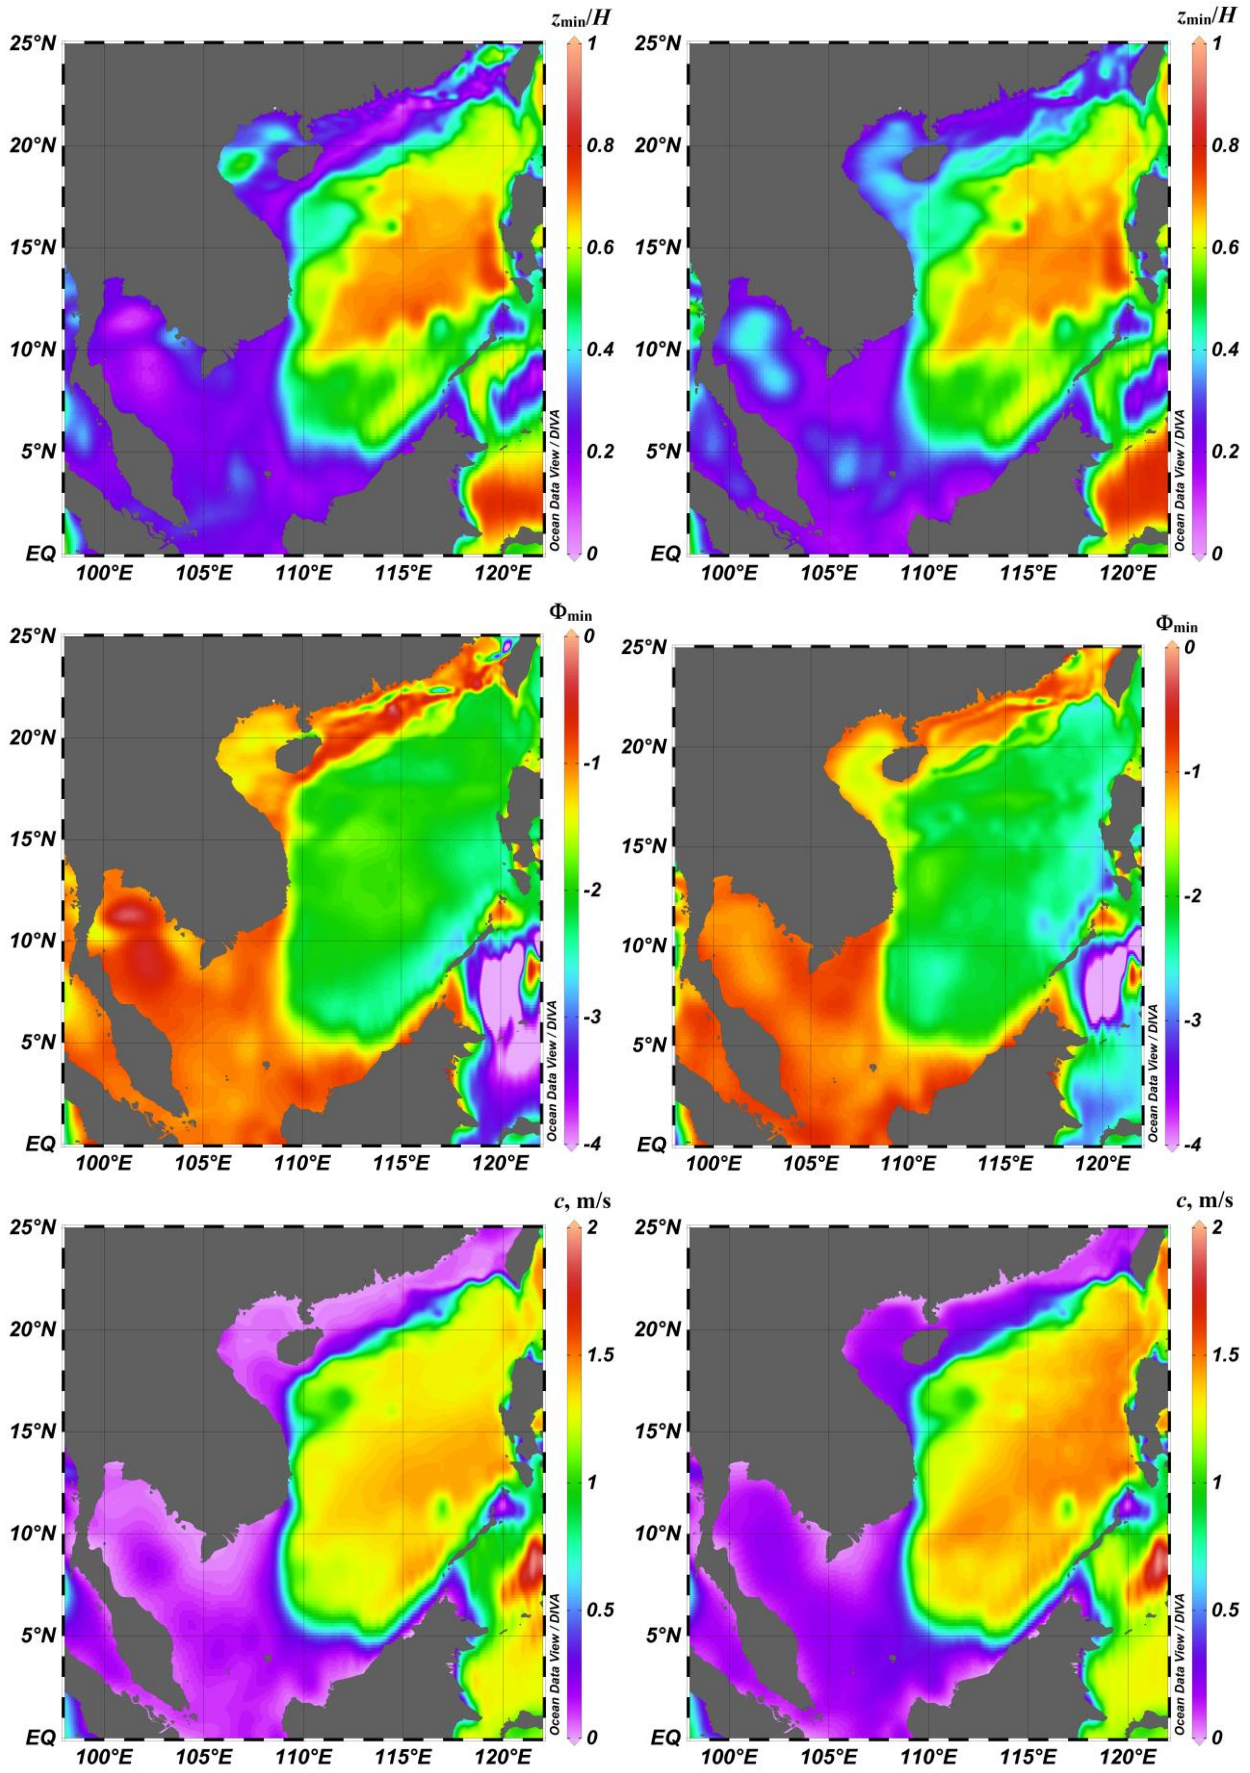 z_min/H
25°N
20°N
15°N
10°N
5°N
EQ
100°E 105°E 110°E 115°E 120°E
1
0.8
0.6
0.4
0.2
0
Ocean Data View / DIVA
z_min/H
25°N
20°N
15°N
10°N
5°N
EQ
100°E 105°E 110°E 115°E 120°E
1
0.8
0.6
0.4
0.2
0
Ocean Data View / DIVA
Φ_min
25°N
20°N
15°N
10°N
5°N
EQ
100°E 105°E 110°E 115°E 120°E
0
-1
-2
-3
-4
Ocean Data View / DIVA
Φ_min
25°N
20°N
15°N
10°N
5°N
EQ
100°E 105°E 110°E 115°E 120°E
0
-1
-2
-3
-4
Ocean Data View / DIVA
c, m/s
25°N
20°N
15°N
10°N
5°N
EQ
100°E 105°E 110°E 115°E 120°E
2
1.5
1
0.5
0
Ocean Data View / DIVA
c, m/s
25°N
20°N
15°N
10°N
5°N
EQ
100°E 105°E 110°E 115°E 120°E
2
1.5
1
0.5
0
Ocean Data View / DIVA